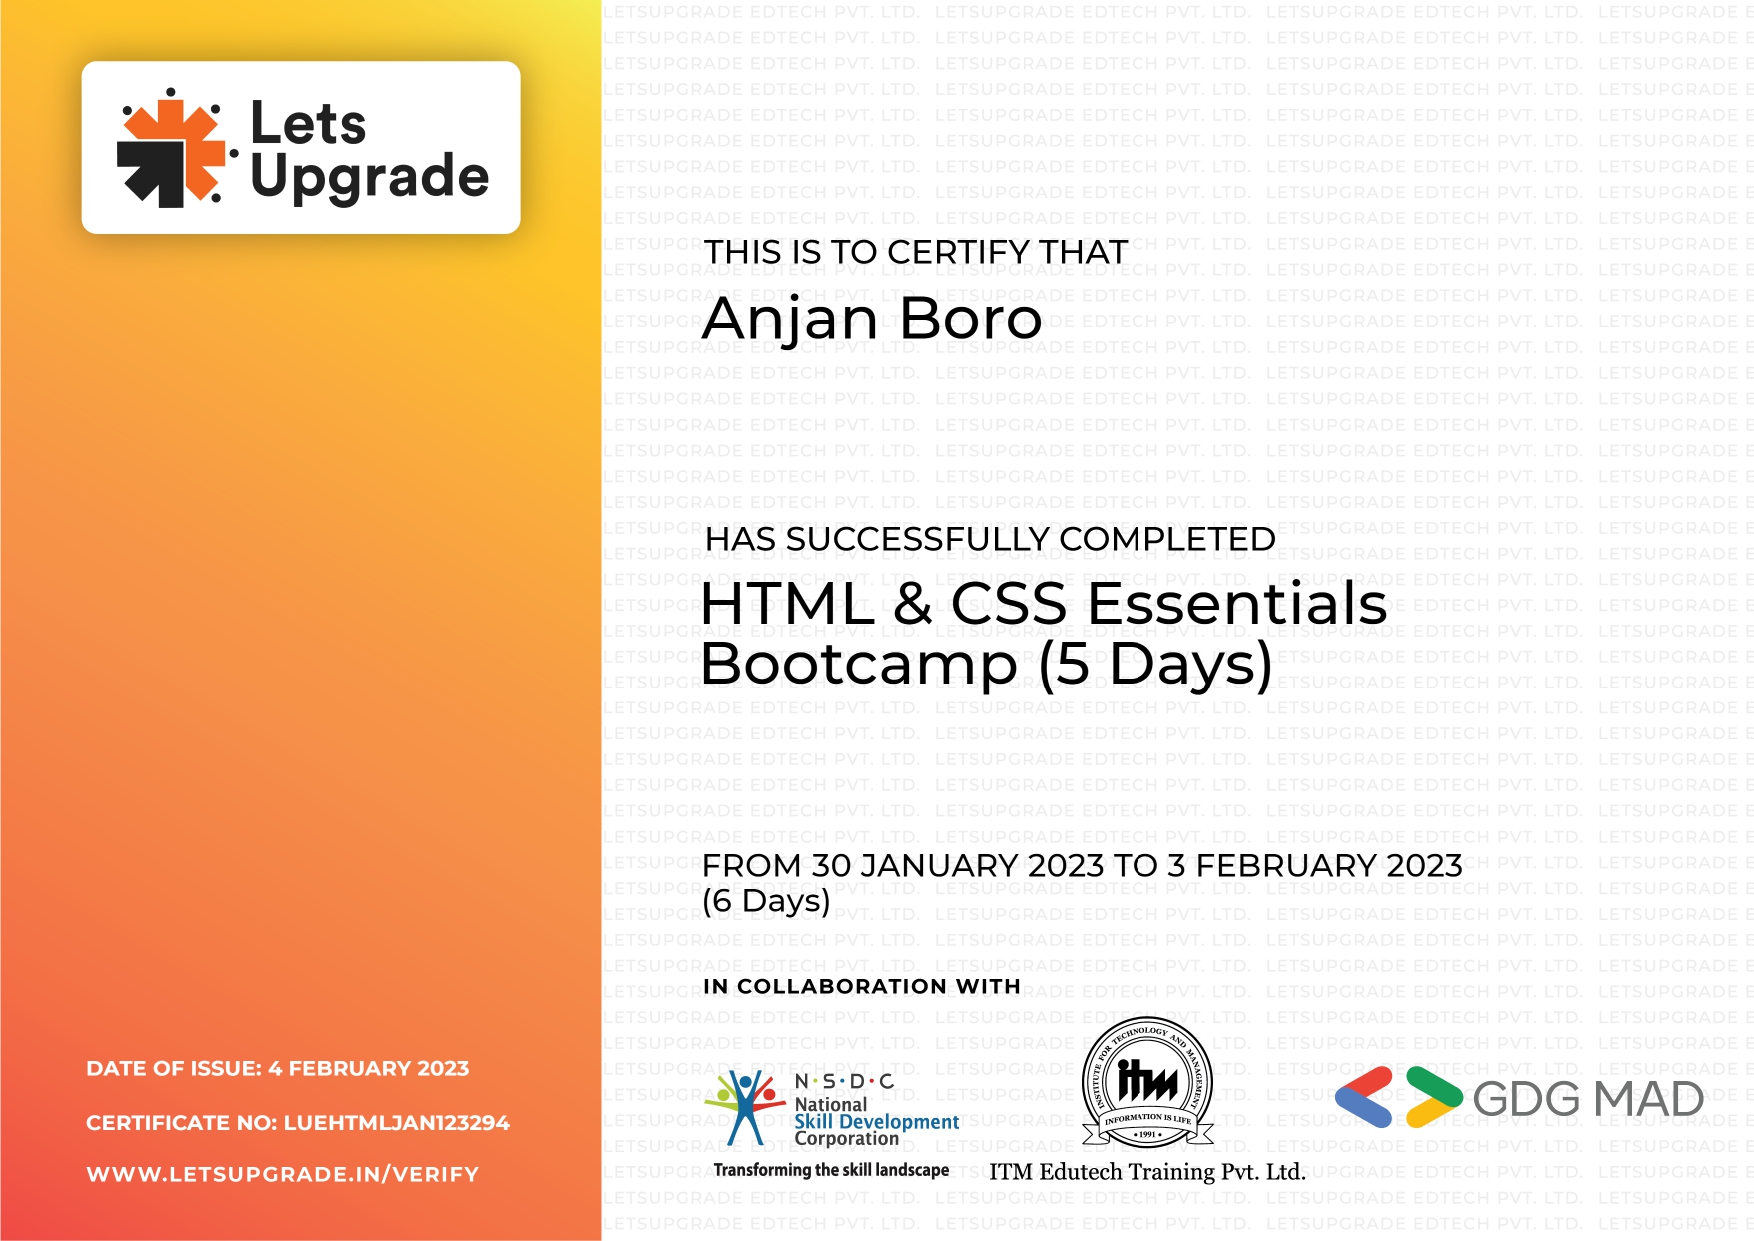 Lets
Upgrade
THIS IS TO CERTIFY THAT
Anjan Boro
HAS SUCCESSFULLY COMPLETED
HTML & CSS Essentials
Bootcamp (5 Days)
FROM 30 JANUARY 2023 TO 3 FEBRUARY 2023
(6 Days)
IN COLLABORATION WITH
N·S·D·C
National
Skill Development
Corporation
Transforming the skill landscape
INSTITUTE FOR TECHNOLOGY AND MANAGEMENT
itm
INFORMATION IS LIFE
• 1991 •
ITM Edutech Training Pvt. Ltd.
GDG MAD
DATE OF ISSUE: 4 FEBRUARY 2023
CERTIFICATE NO: LUEHTMLJAN123294
WWW.LETSUPGRADE.IN/VERIFY
LETSUPGRADE EDTECH PVT. LTD.